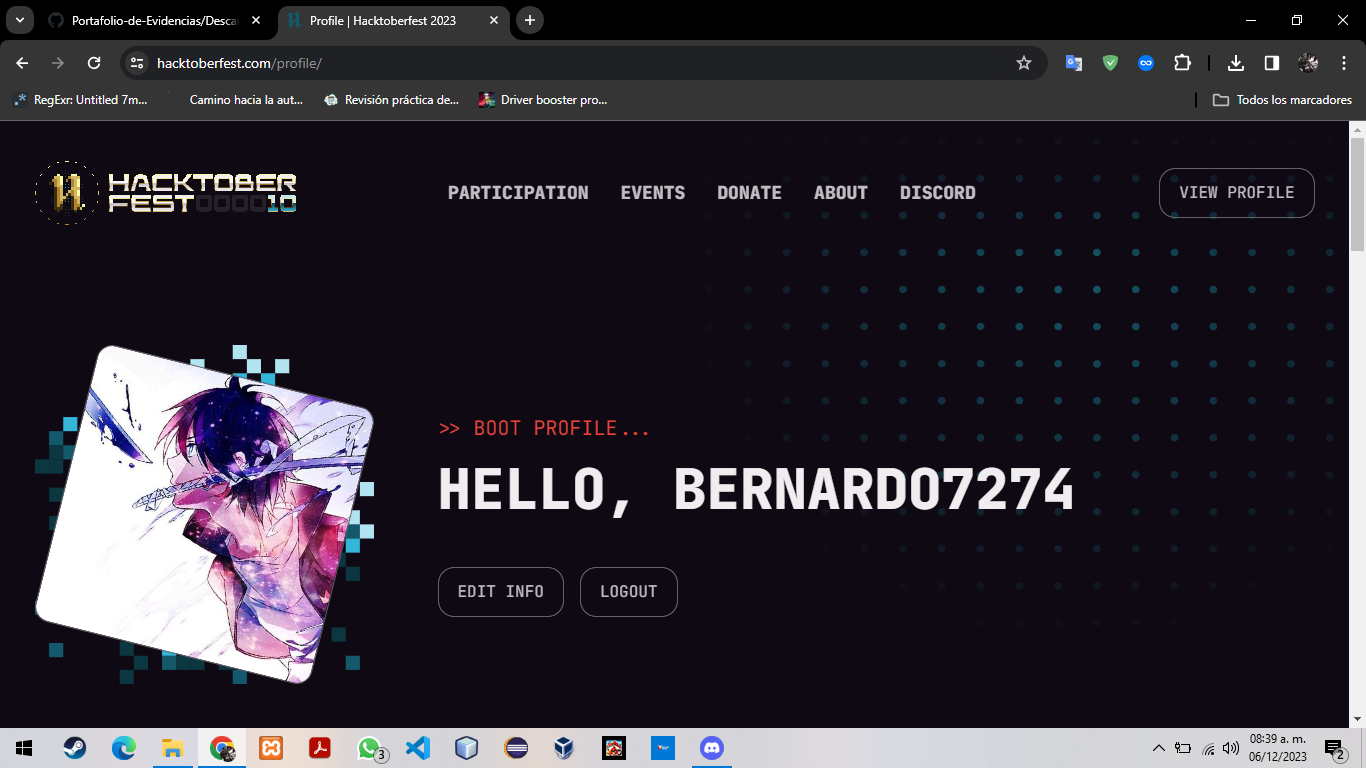 Portafolio-de-Evidencias/Desca
Profile | Hacktoberfest 2023
hacktoberfest.com/profile/
RegExr: Untitled 7m...
Camino hacia la aut...
Revisión práctica de...
Driver booster pro...
Todos los marcadores
HACKTOBER
FEST000010
PARTICIPATION
EVENTS
DONATE
ABOUT
DISCORD
VIEW PROFILE
>> BOOT PROFILE...
HELLO, BERNARDO7274
EDIT INFO
LOGOUT
3
08:39 a. m.
06/12/2023
2